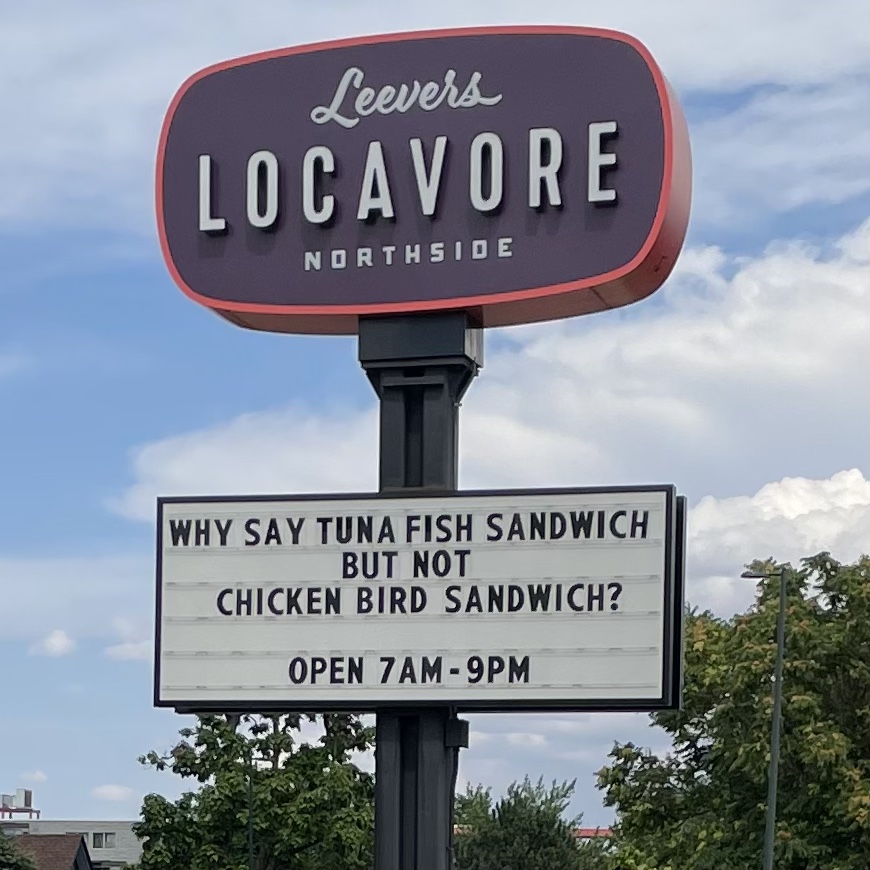 Leevers
LOCAVORE
NORTHSIDE
WHY SAY TUNA FISH SANDWICH
BUT NOT
CHICKEN BIRD SANDWICH?
OPEN 7AM-9PM